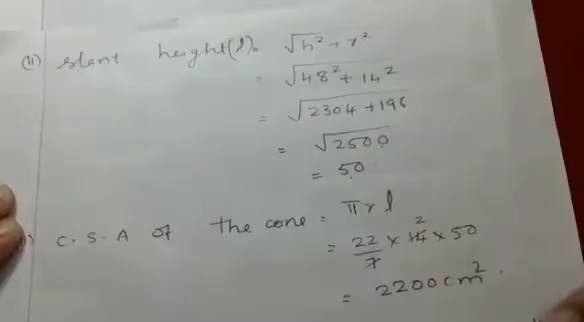 (ii) slant height(l) = √h² + r²
= √48² + 14²
= √2304 + 196
= √2500
= 50
) C.S.A of the cone = πrl
= 22/7 × 14 2 × 50
= 2200 cm².